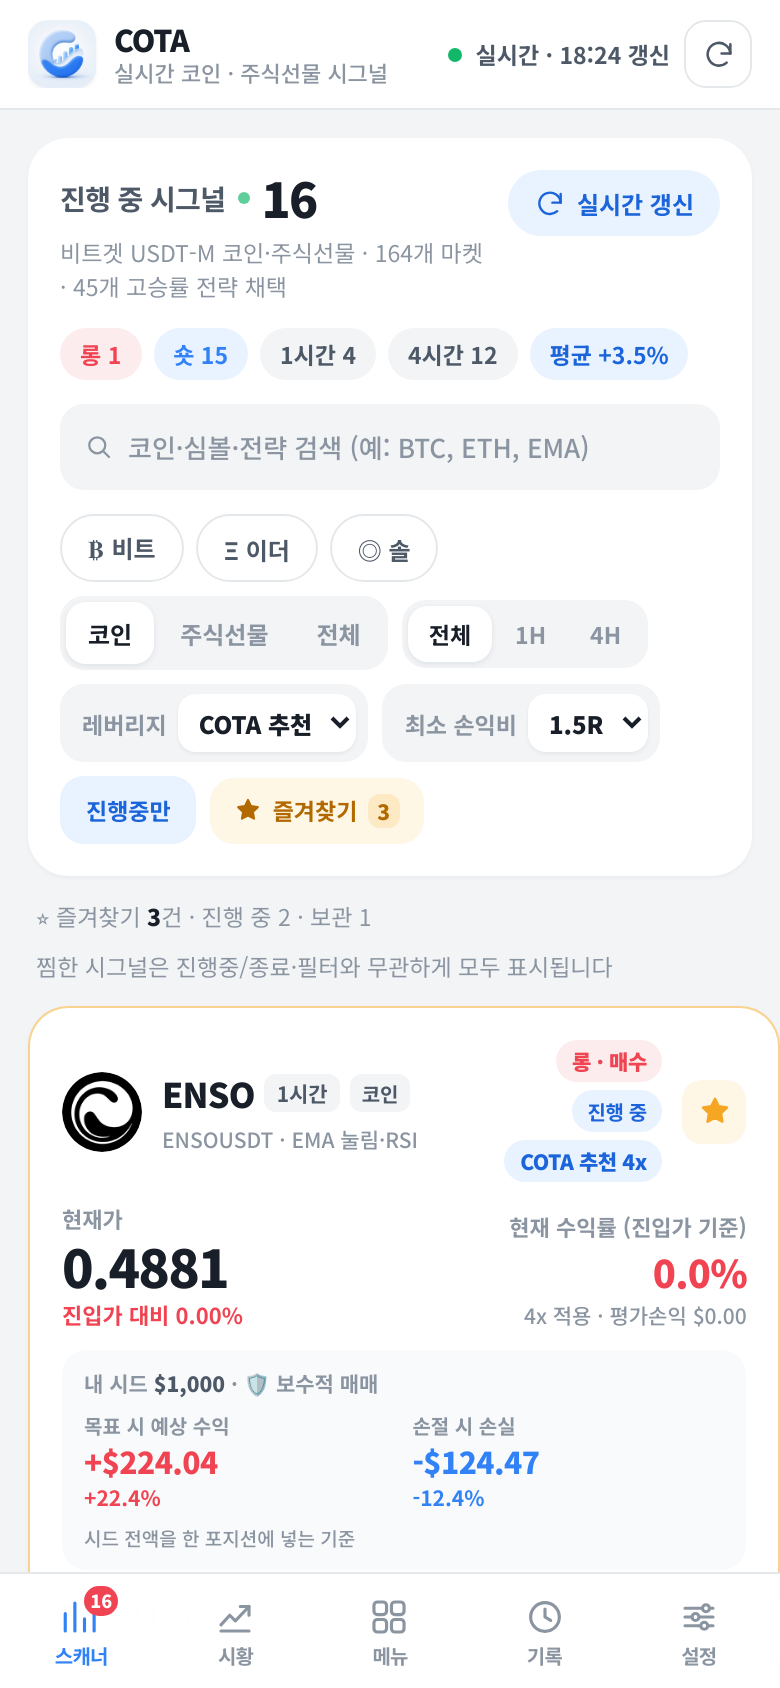 COTA
실시간 코인 · 주식선물 시그널
실시간 · 18:24 갱신
진행 중 시그널 16
실시간 갱신
비트겟 USDT-M 코인·주식선물 · 164개 마켓
· 45개 고승률 전략 채택
롱 1
숏 15
1시간 4
4시간 12
평균 +3.5%
코인·심볼·전략 검색 (예: BTC, ETH, EMA)
₿ 비트
Ξ 이더
◎ 솔
코인 주식선물 전체
전체 1H 4H
레버리지 COTA 추천
최소 손익비 1.5R
진행중만
★ 즐겨찾기 3
☆ 즐겨찾기 3건 · 진행 중 2 · 보관 1
찜한 시그널은 진행중/종료·필터와 무관하게 모두 표시됩니다
ENSO 1시간 코인
ENSOUSDT · EMA 눌림·RSI
롱 · 매수
진행 중
COTA 추천 4x
현재가
0.4881
진입가 대비 0.00%
현재 수익률 (진입가 기준)
0.0%
4x 적용 · 평가손익 $0.00
내 시드 $1,000 · 🛡️ 보수적 매매
목표 시 예상 수익
+$224.04
+22.4%
손절 시 손실
-$124.47
-12.4%
시드 전액을 한 포지션에 넣는 기준
16
스캐너
시황
메뉴
기록
설정